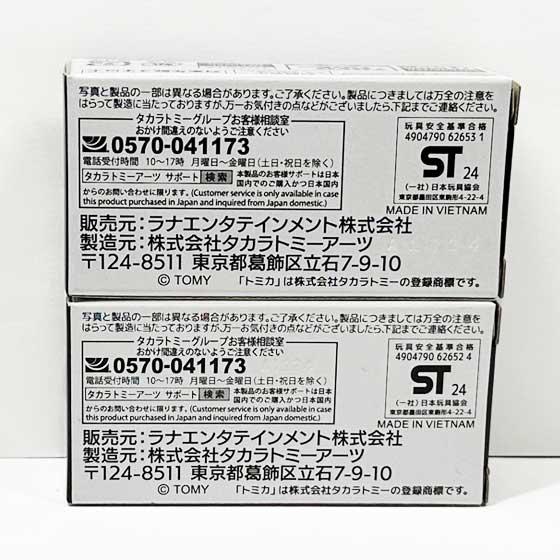 写真と製品の一部は異なる場合があります。ご了承ください。製品につきましては万全の注意を
はらって製造に当たっておりますが、万一お気付きの点などがございましたら、下記までご連絡ください。
タカラトミーグループお客様相談室
おかけ間違えのないようご注意ください
0570-041173
電話受付時間 10〜17時 月曜日〜金曜日(土日・祝日を除く)
タカラトミーアーツ サポート 検索 本製品のお客様サポートは日本
国内でのご購入かつ日本国内
からのお問い合わせに限ります。(Customer service is only available in case
this product purchased in Japan and inquired from Japan domestic.)
玩具安全基準合格
4904790 62653 1
ST 24
(一社)日本玩具協会
東京都墨田区東駒形4-22-4
MADE IN VIETNAM
販売元:ラナエンタテインメント株式会社
製造元:株式会社タカラトミーアーツ
〒124-8511 東京都葛飾区立石7-9-10
© TOMY 「トミカ」は株式会社タカラトミーの登録商標です。
写真と製品の一部は異なる場合があります。ご了承ください。製品につきましては万全の注意を
はらって製造に当たっておりますが、万一お気付きの点などがございましたら、下記までご連絡ください。
タカラトミーグループお客様相談室
おかけ間違えのないようご注意ください
0570-041173
電話受付時間 10〜17時 月曜日〜金曜日(土日・祝日を除く)
タカラトミーアーツ サポート 検索 本製品のお客様サポートは日本
国内でのご購入かつ日本国内
からのお問い合わせに限ります。(Customer service is only available in case
this product purchased in Japan and inquired from Japan domestic.)
玩具安全基準合格
4904790 62652 4
ST 24
(一社)日本玩具協会
東京都墨田区東駒形4-22-4
MADE IN VIETNAM
販売元:ラナエンタテインメント株式会社
製造元:株式会社タカラトミーアーツ
〒124-8511 東京都葛飾区立石7-9-10
© TOMY 「トミカ」は株式会社タカラトミーの登録商標です。